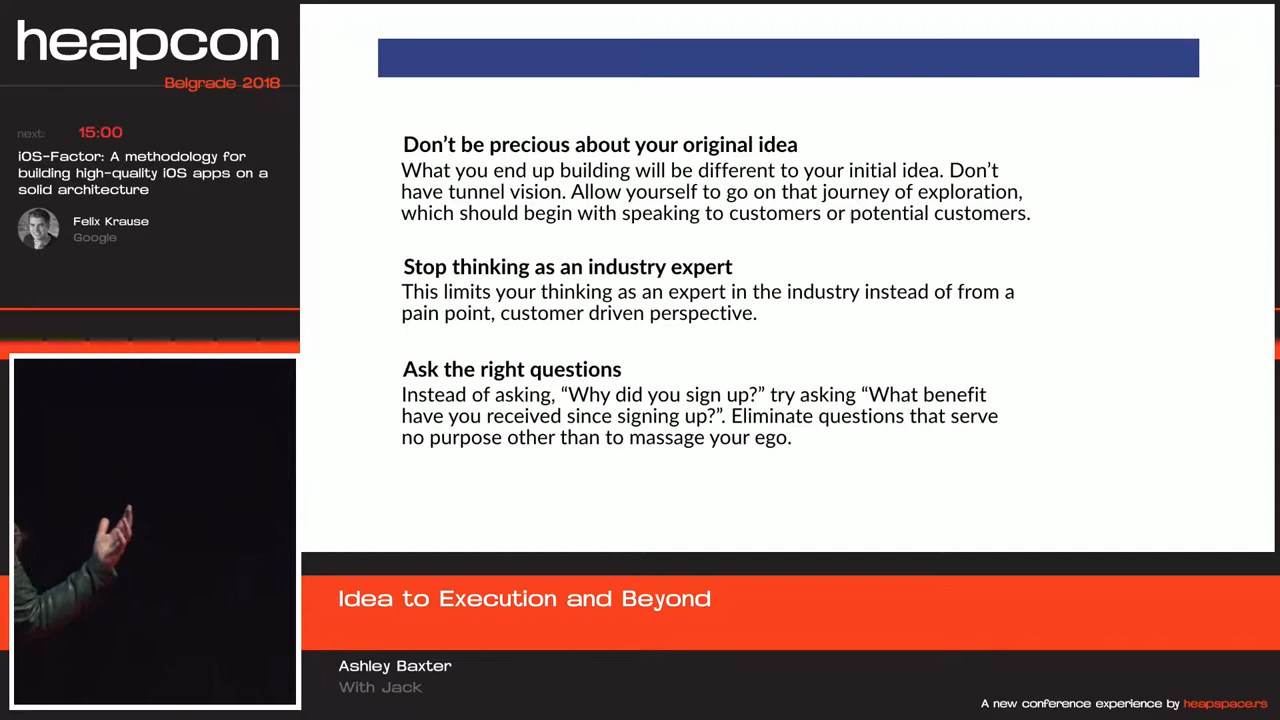 heapcon
Belgrade 2018
next: 15:00
iOS-Factor: A methodology for
building high-quality iOS apps on a
solid architecture
Felix Krause
Google
Don't be precious about your original idea
What you end up building will be different to your initial idea. Don't
have tunnel vision. Allow yourself to go on that journey of exploration,
which should begin with speaking to customers or potential customers.
Stop thinking as an industry expert
This limits your thinking as an expert in the industry instead of from a
pain point, customer driven perspective.
Ask the right questions
Instead of asking, “Why did you sign up?” try asking “What benefit
have you received since signing up?”. Eliminate questions that serve
no purpose other than to massage your ego.
Idea to Execution and Beyond
Ashley Baxter
With Jack
A new conference experience by heapspace.rs